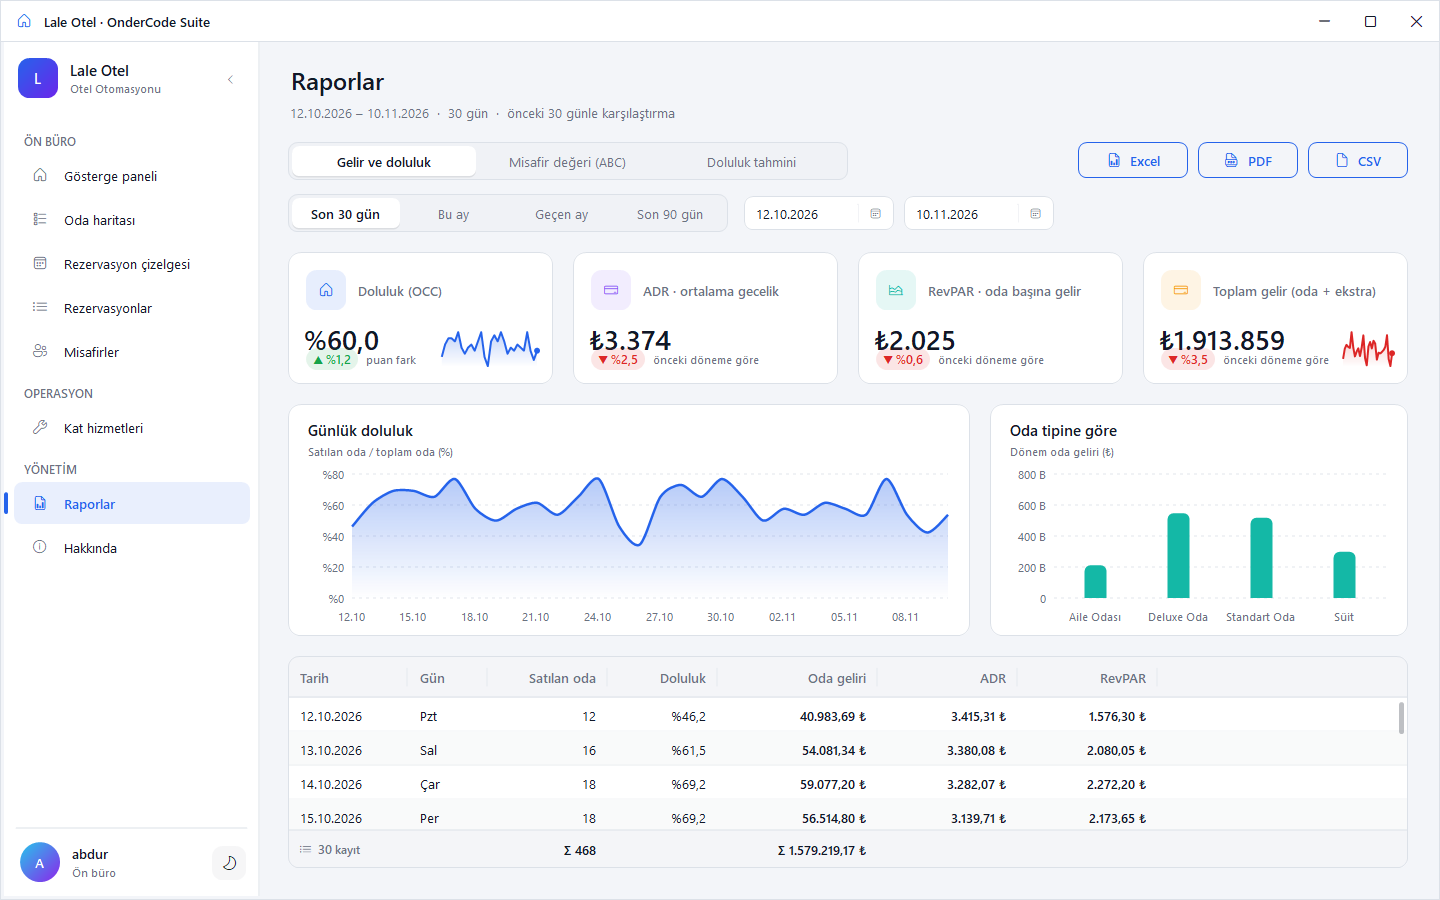 Lale Otel · OnderCode Suite
L
Lale Otel
Otel Otomasyonu
ÖN BÜRO
Gösterge paneli
Oda haritası
Rezervasyon çizelgesi
Rezervasyonlar
Misafirler
OPERASYON
Kat hizmetleri
YÖNETİM
Raporlar
Hakkında
A
abdur
Ön büro
Raporlar
12.10.2026 – 10.11.2026 · 30 gün · önceki 30 günle karşılaştırma
Gelir ve doluluk Misafir değeri (ABC) Doluluk tahmini
Excel PDF CSV
Son 30 gün Bu ay Geçen ay Son 90 gün 12.10.2026 10.11.2026
Doluluk (OCC)
%60,0
▲ %1,2 puan fark
ADR · ortalama gecelik
₺3.374
▼ %2,5 önceki döneme göre
RevPAR · oda başına gelir
₺2.025
▼ %0,6 önceki döneme göre
Toplam gelir (oda + ekstra)
₺1.913.859
▼ %3,5 önceki döneme göre
Günlük doluluk
Satılan oda / toplam oda (%)
%80
%60
%40
%20
%0
12.10 15.10 18.10 21.10 24.10 27.10 30.10 02.11 05.11 08.11
Oda tipine göre
Dönem oda geliri (₺)
800 B
600 B
400 B
200 B
0
Aile Odası Deluxe Oda Standart Oda Süit
Tarih Gün Satılan oda Doluluk Oda geliri ADR RevPAR
12.10.2026 Pzt 12 %46,2 40.983,69 ₺ 3.415,31 ₺ 1.576,30 ₺
13.10.2026 Sal 16 %61,5 54.081,34 ₺ 3.380,08 ₺ 2.080,05 ₺
14.10.2026 Çar 18 %69,2 59.077,20 ₺ 3.282,07 ₺ 2.272,20 ₺
15.10.2026 Per 18 %69,2 56.514,80 ₺ 3.139,71 ₺ 2.173,65 ₺
30 kayıt Σ 468 Σ 1.579.219,17 ₺